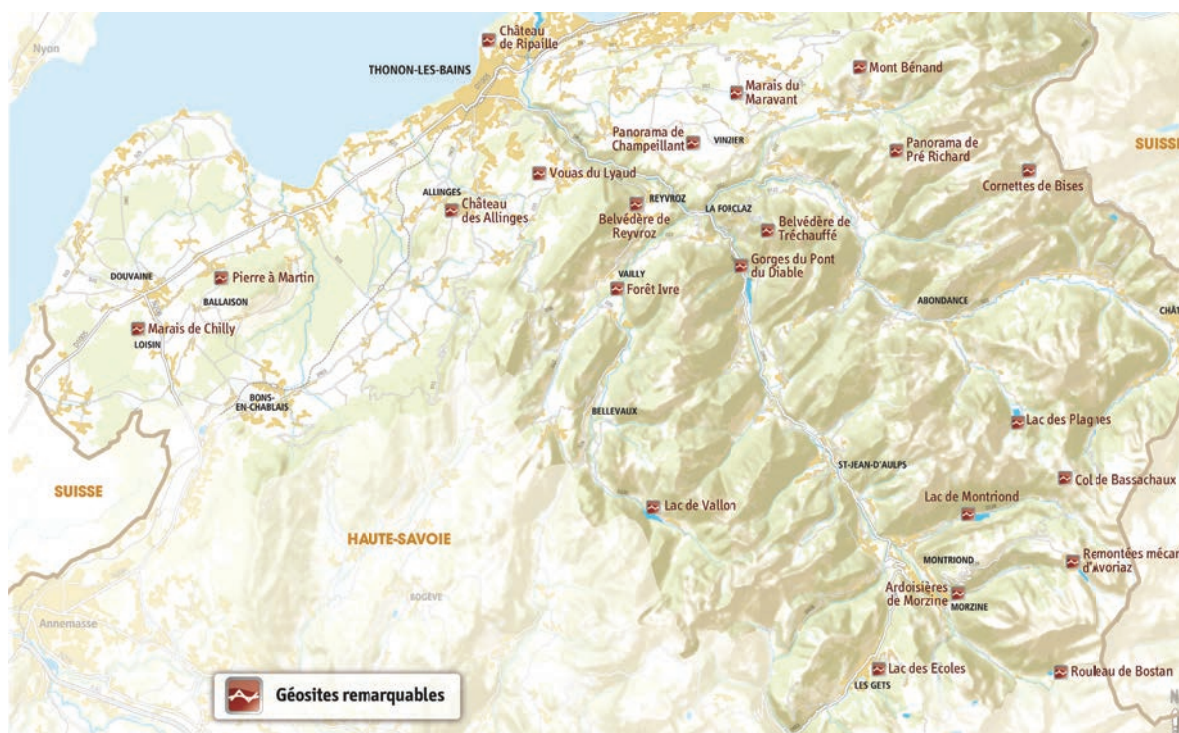 Château
de Ripaille
Nyon
THONON-LES-BAINS
Mont Bénand
Marais du
Maravant
Panorama de
Champeillant
VINZIER
Panorama de
Pré Richard
SUISSE
Vouas du Lyaud
Cornettes de Bises
ALLINGES
Château
des Allinges
REYVROZ
Belvédère de
Reyvroz
LA FORCLAZ
Belvédère de
Tréchauffé
Gorges du Pont
du Diable
DOUVAINE
Pierre à Martin
BALLAISON
VAILLY
Forêt Ivre
ABONDANCE
CHÂT
Marais de Chilly
LOISIN
BONS-
EN-CHABLAIS
BELLEVAUX
Lac des Plagnes
ST-JEAN-D'AULPS
Col de Bassachaux
SUISSE
Lac de Vallon
Lac de Montriond
HAUTE-SAVOIE
MONTRIOND
Remontées mécan
d'Avoriaz
Ardoisières
de Morzine
MORZINE
BOGÈVE
Annemasse
Lac des Ecoles
LES GETS
Rouleau de Bostan
Géosites remarquables
N